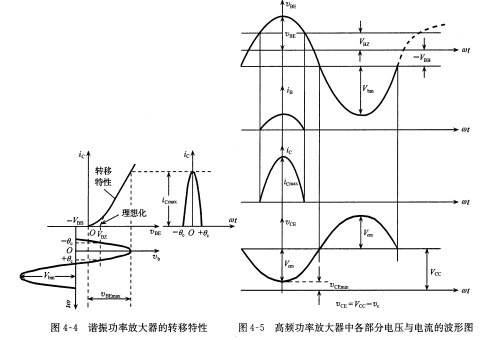 v_BE
v_BE
V_BZ
ωt
-V_BB
V_bm
i_B
ωt
i_C
i_Cmax
ωt
v_CE
V_cm
V_cm
V_CC
v_CEmin
ωt
v_CE=V_CC-v_c
i_C
转移
特性
i_Cmax
理想化
-V_BB
O
V_BZ
v_BE
i_C
-θ_c O +θ_c
ωt
-θ_c
O
+θ_c
v_b
V_bm
ωt
v_BEmin
图 4-4 谐振功率放大器的转移特性
图 4-5 高频功率放大器中各部分电压与电流的波形图